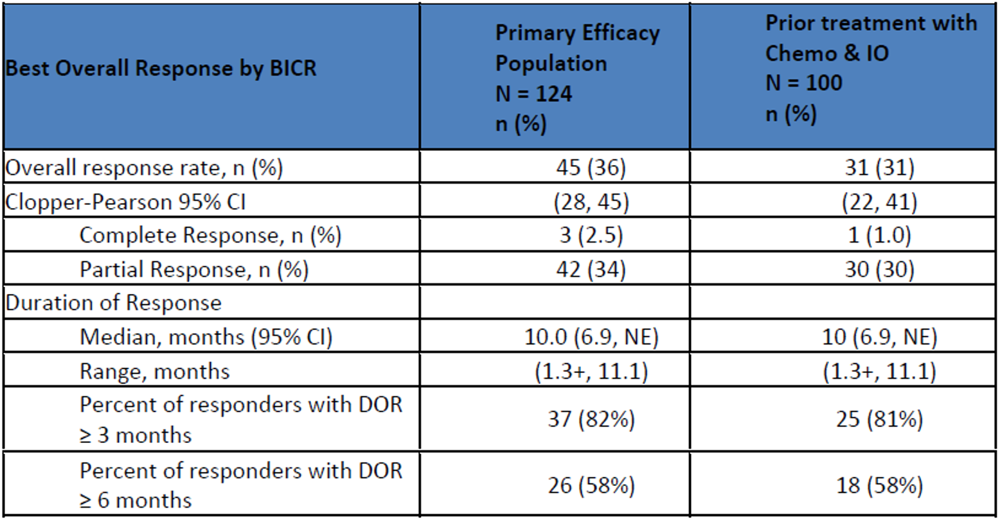 Best Overall Response by BICR
Primary Efficacy
Population
N = 124
n (%)
Prior treatment with
Chemo & IO
N = 100
n (%)
Overall response rate, n (%)
45 (36)
31 (31)
Clopper-Pearson 95% CI
(28, 45)
(22, 41)
Complete Response, n (%)
3 (2.5)
1 (1.0)
Partial Response, n (%)
42 (34)
30 (30)
Duration of Response
Median, months (95% CI)
10.0 (6.9, NE)
10 (6.9, NE)
Range, months
(1.3+, 11.1)
(1.3+, 11.1)
Percent of responders with DOR
≥ 3 months
37 (82%)
25 (81%)
Percent of responders with DOR
≥ 6 months
26 (58%)
18 (58%)